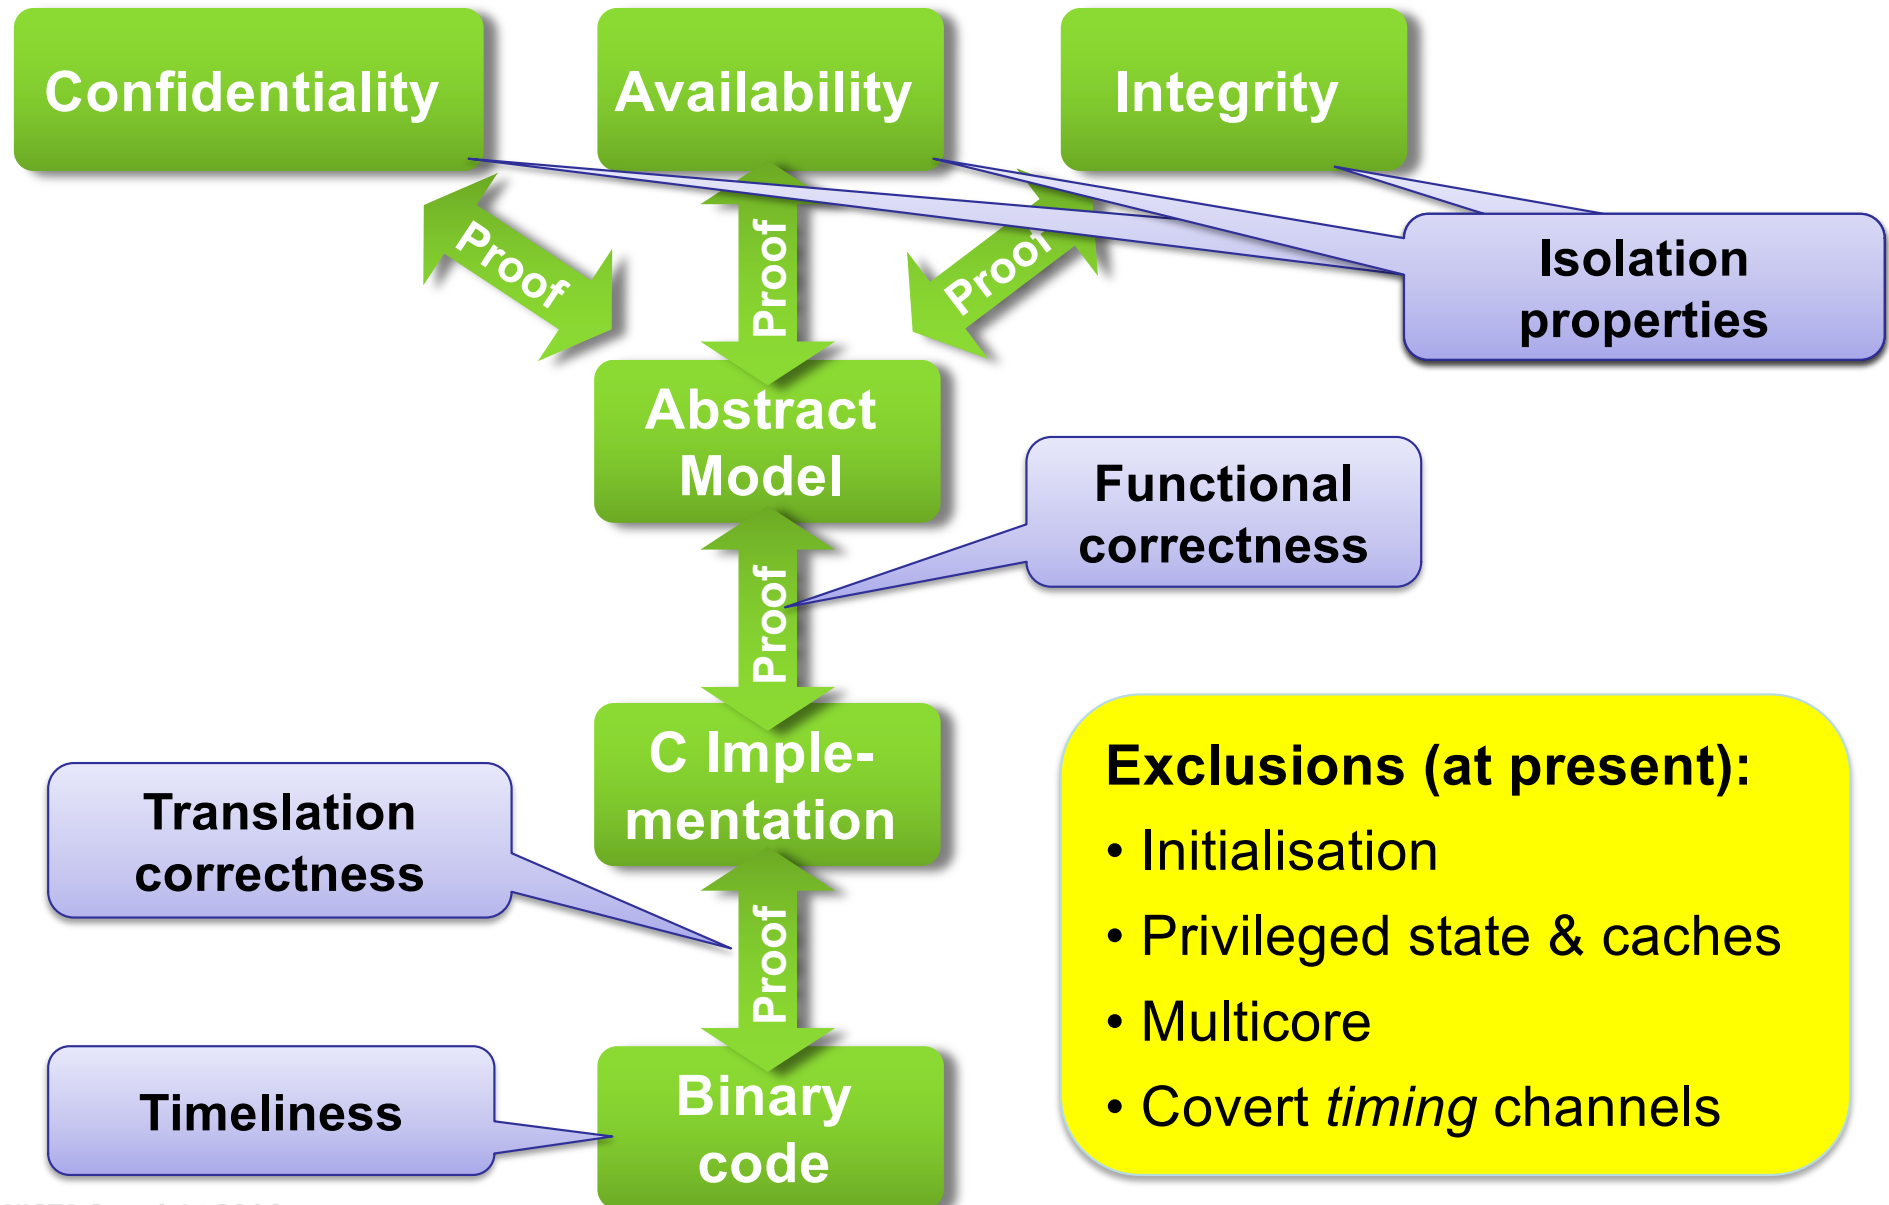 Confidentiality
Availability
Integrity
Proof
Proof
Proof
Isolation
properties
Abstract
Model
Functional
correctness
Proof
C Imple-
mentation
Translation
correctness
Proof
Timeliness
Binary
code
Exclusions (at present):
• Initialisation
• Privileged state & caches
• Multicore
• Covert timing channels